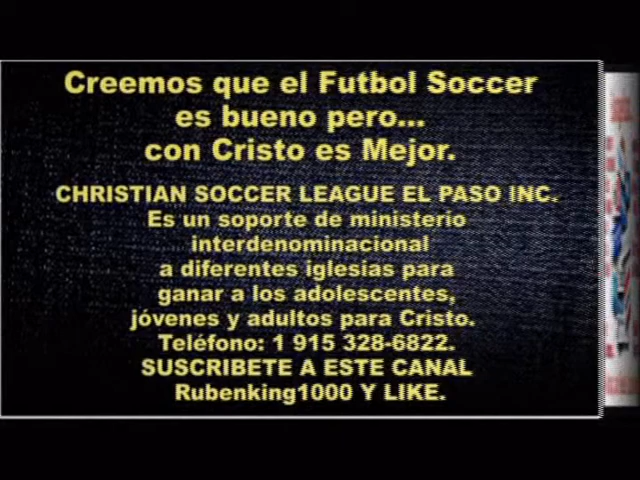 Creemos que el Futbol Soccer
es bueno pero...
con Cristo es Mejor.
CHRISTIAN SOCCER LEAGUE EL PASO INC.
Es un soporte de ministerio
interdenominacional
a diferentes iglesias para
ganar a los adolescentes,
jóvenes y adultos para Cristo.
Teléfono: 1 915 328-6822.
SUSCRIBETE A ESTE CANAL
Rubenking1000 Y LIKE.